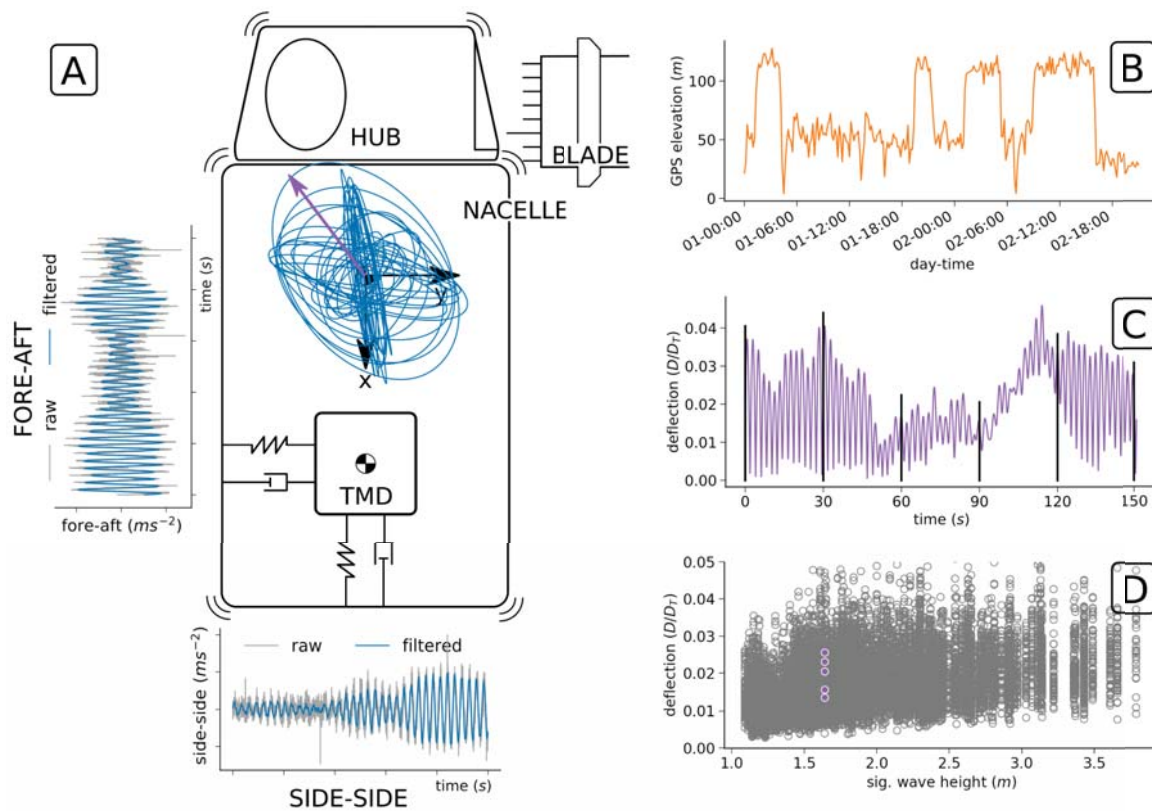 A
HUB
BLADE
NACELLE
y
x
TMD
FORE-AFT
raw
filtered
time (s)
fore-aft (ms⁻²)
raw
filtered
side-side (ms⁻²)
time (s)
SIDE-SIDE
B
GPS elevation (m)
100
50
0
01-00:00
01-06:00
01-12:00
01-18:00
02-00:00
02-06:00
02-12:00
02-18:00
day-time
C
deflection (D/D_T)
0.04
0.03
0.02
0.01
0.00
0
30
60
90
120
150
time (s)
D
deflection (D/D_T)
0.05
0.04
0.03
0.02
0.01
0.00
1.0
1.5
2.0
2.5
3.0
3.5
sig. wave height (m)